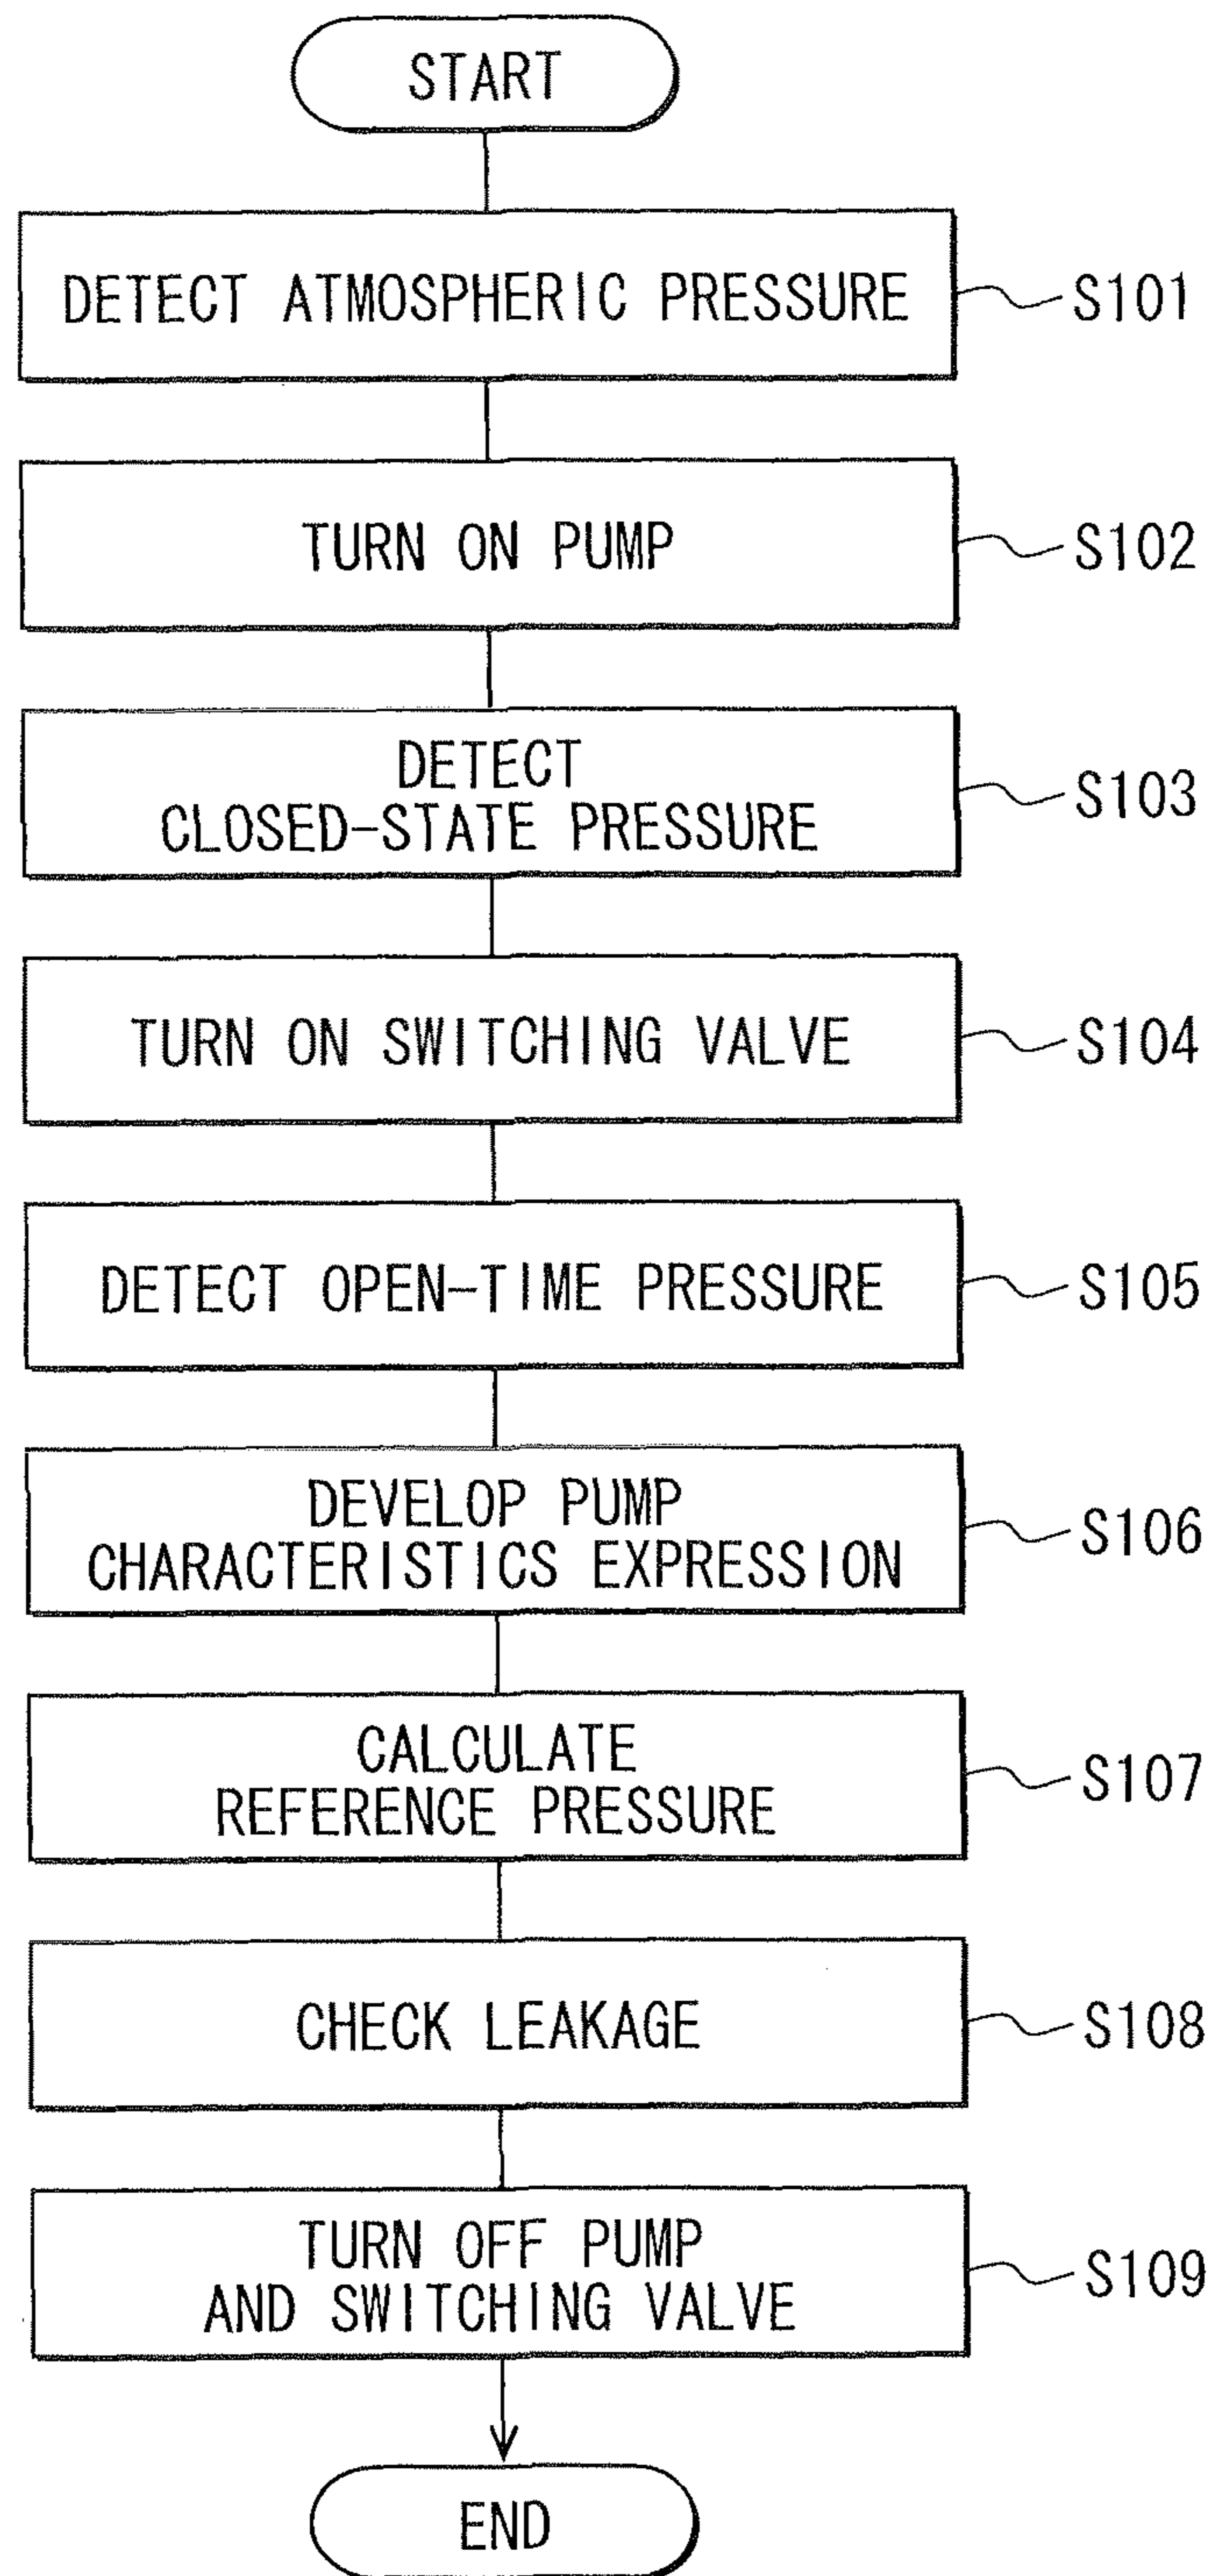 START
DETECT ATMOSPHERIC PRESSURE
S101
TURN ON PUMP
S102
DETECT
CLOSED-STATE PRESSURE
S103
TURN ON SWITCHING VALVE
S104
DETECT OPEN-TIME PRESSURE
S105
DEVELOP PUMP
CHARACTERISTICS EXPRESSION
S106
CALCULATE
REFERENCE PRESSURE
S107
CHECK LEAKAGE
S108
TURN OFF PUMP
AND SWITCHING VALVE
S109
END